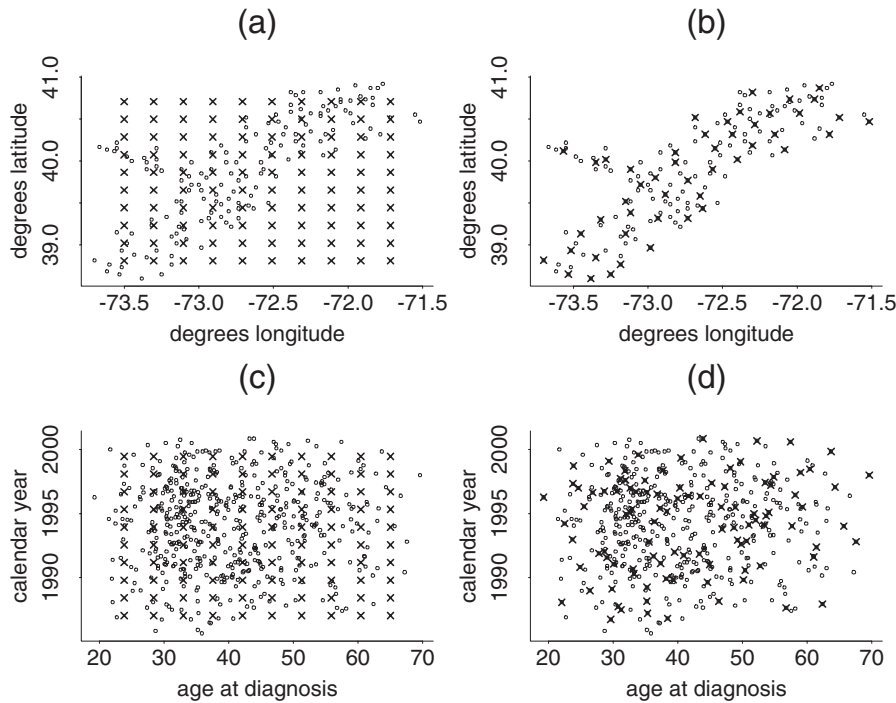 (a)
41.0
40.0
39.0
degrees latitude
-73.5 -73.0 -72.5 -72.0 -71.5
degrees longitude
(b)
41.0
40.0
39.0
degrees latitude
-73.5 -73.0 -72.5 -72.0 -71.5
degrees longitude
(c)
2000
1995
1990
calendar year
20 30 40 50 60 70
age at diagnosis
(d)
2000
1995
1990
calendar year
20 30 40 50 60 70
age at diagnosis